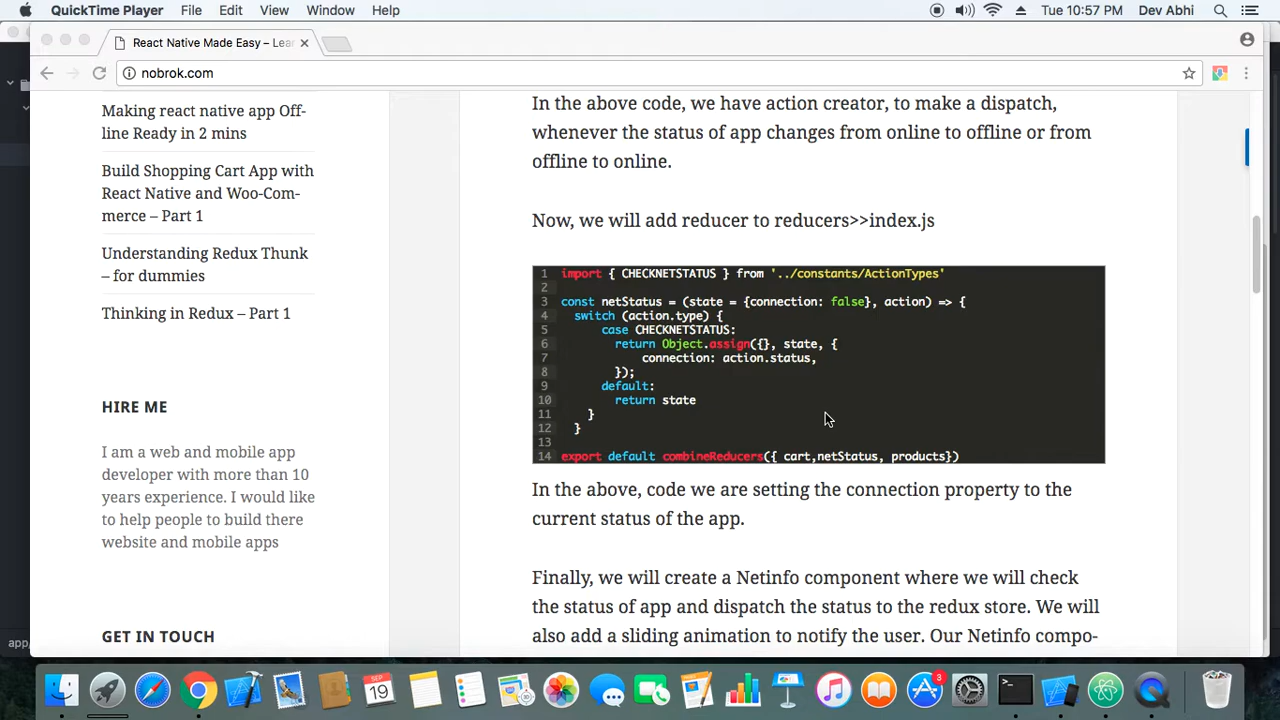 QuickTime Player File Edit View Window Help Tue 10:57 PM Dev Abhi
React Native Made Easy – Lea
nobrok.com
Making react native app Off-
line Ready in 2 mins
Build Shopping Cart App with
React Native and Woo-Com-
merce – Part 1
Understanding Redux Thunk
– for dummies
Thinking in Redux – Part 1
HIRE ME
I am a web and mobile app
developer with more than 10
years experience. I would like
to help people to build there
website and mobile apps
GET IN TOUCH
In the above code, we have action creator, to make a dispatch,
whenever the status of app changes from online to offline or from
offline to online.
Now, we will add reducer to reducers>>index.js
1 import { CHECKNETSTATUS } from '../constants/ActionTypes'
2
3 const netStatus = (state = {connection: false}, action) => {
4 switch (action.type) {
5 case CHECKNETSTATUS:
6 return Object.assign({}, state, {
7 connection: action.status,
8 });
9 default:
10 return state
11 }
12 }
13
14 export default combineReducers({ cart,netStatus, products})
In the above, code we are setting the connection property to the
current status of the app.
Finally, we will create a Netinfo component where we will check
the status of app and dispatch the status to the redux store. We will
also add a sliding animation to notify the user. Our Netinfo compo-
app
SEP
19
3